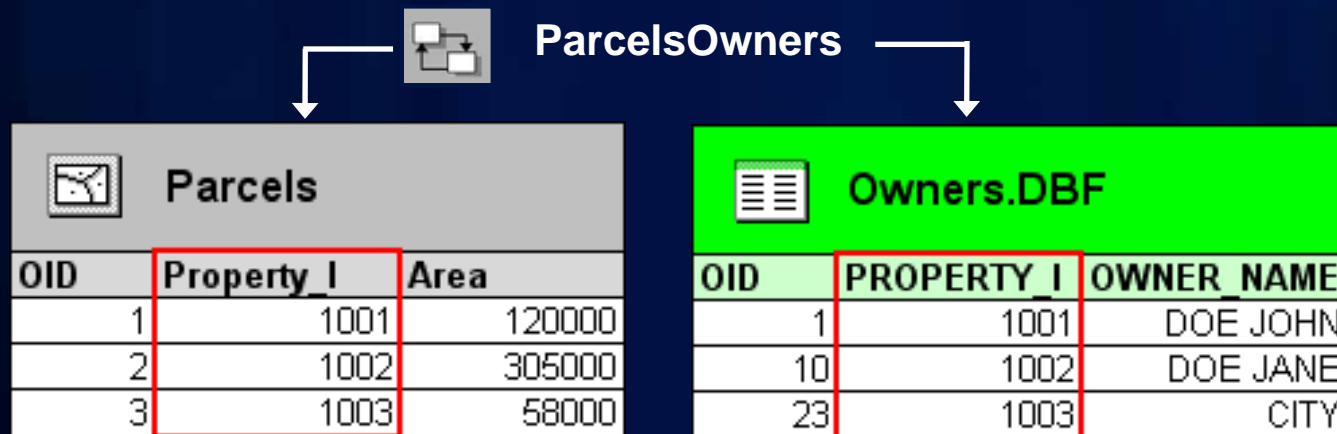 ParcelsOwners
Parcels
OID Property_I Area
1 1001 120000
2 1002 305000
3 1003 58000
Owners.DBF
OID PROPERTY_I OWNER_NAME
1 1001 DOE JOHN
10 1002 DOE JANE
23 1003 CITY